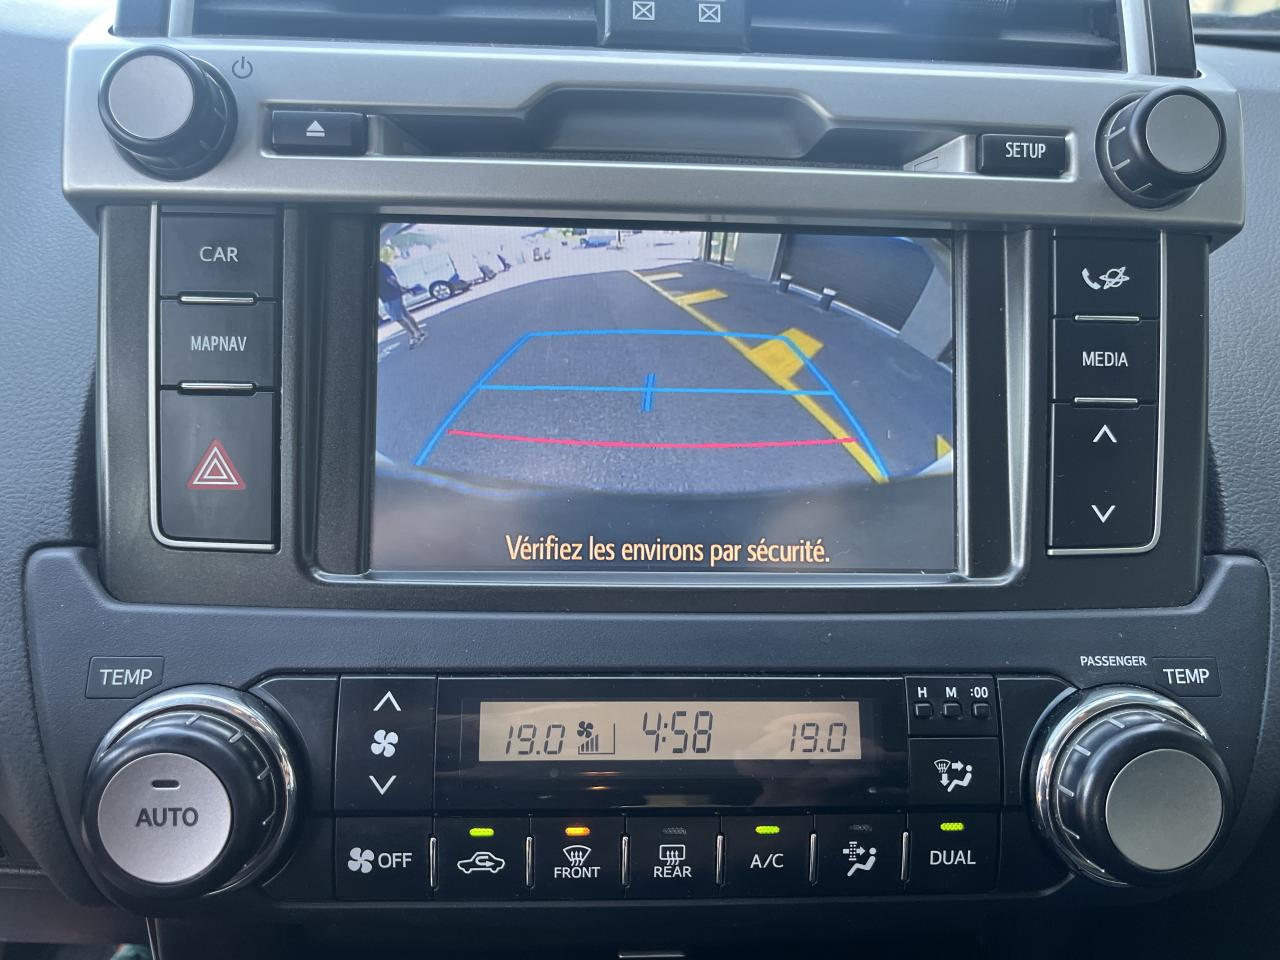 SETUP
CAR
MAPNAV
MEDIA
Vérifiez les environs par sécurité.
TEMP
PASSENGER
TEMP
H M :00
19.0 4:58 19.0
AUTO
OFF
FRONT
REAR
A/C
DUAL